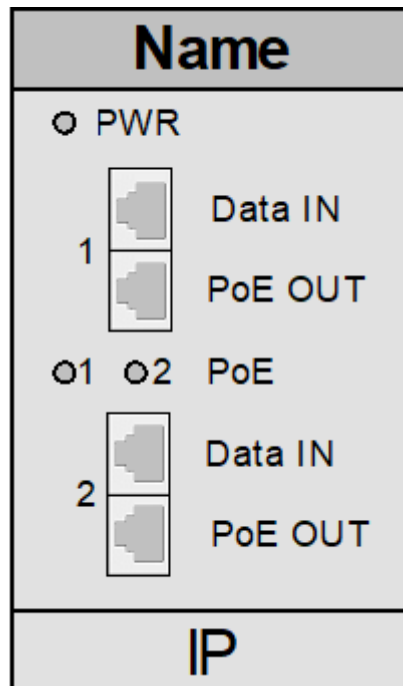 Name
PWR
Data IN
1
PoE OUT
1 2 PoE
Data IN
2
PoE OUT
IP